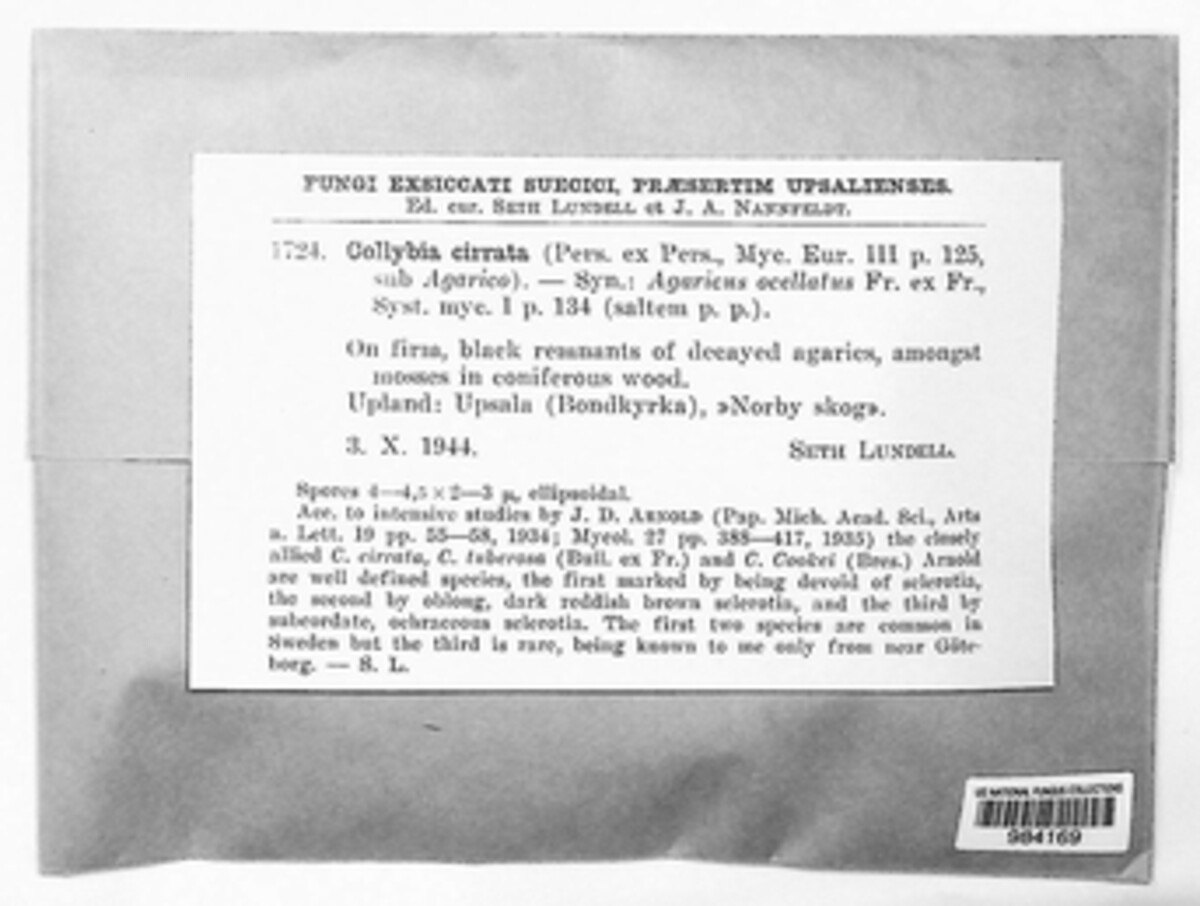 FUNGI EXSICCATI SUECICI, PRÆSERTIM UPSALIENSES.
Ed. cur. SETH LUNDELL et J. A. NANNFELDT.
1724. Collybia cirrata (Pers. ex Pers., Myc. Eur. III p. 125,
sub Agarico). — Syn.: Agaricus ocellatus Fr. ex Fr.,
Syst. myc. I p. 134 (saltem p. p.).
On firm, black remnants of decayed agarics, amongst
mosses in coniferous wood.
Upland: Upsala (Bondkyrka), »Norby skog».
3. X. 1944.
SETH LUNDELL.
Spores 4—4,5 × 2—3 μ, ellipsoidal.
Acc. to intensive studies by J. D. ARNOLD (Pap. Mich. Acad. Sci., Arts
a. Lett. 19 pp. 55—58, 1934; Mycol. 27 pp. 388—417, 1935) the closely
allied C. cirrata, C. tuberosa (Bull. ex Fr.) and C. Cookei (Bres.) Arnold
are well defined species, the first marked by being devoid of sclerotia,
the second by oblong, dark reddish brown sclerotia, and the third by
subcordate, ochraceous sclerotia. The first two species are common in
Sweden but the third is rare, being known to me only from near Göte-
borg. — S. L.
US NATIONAL FUNGUS COLLECTIONS
984169